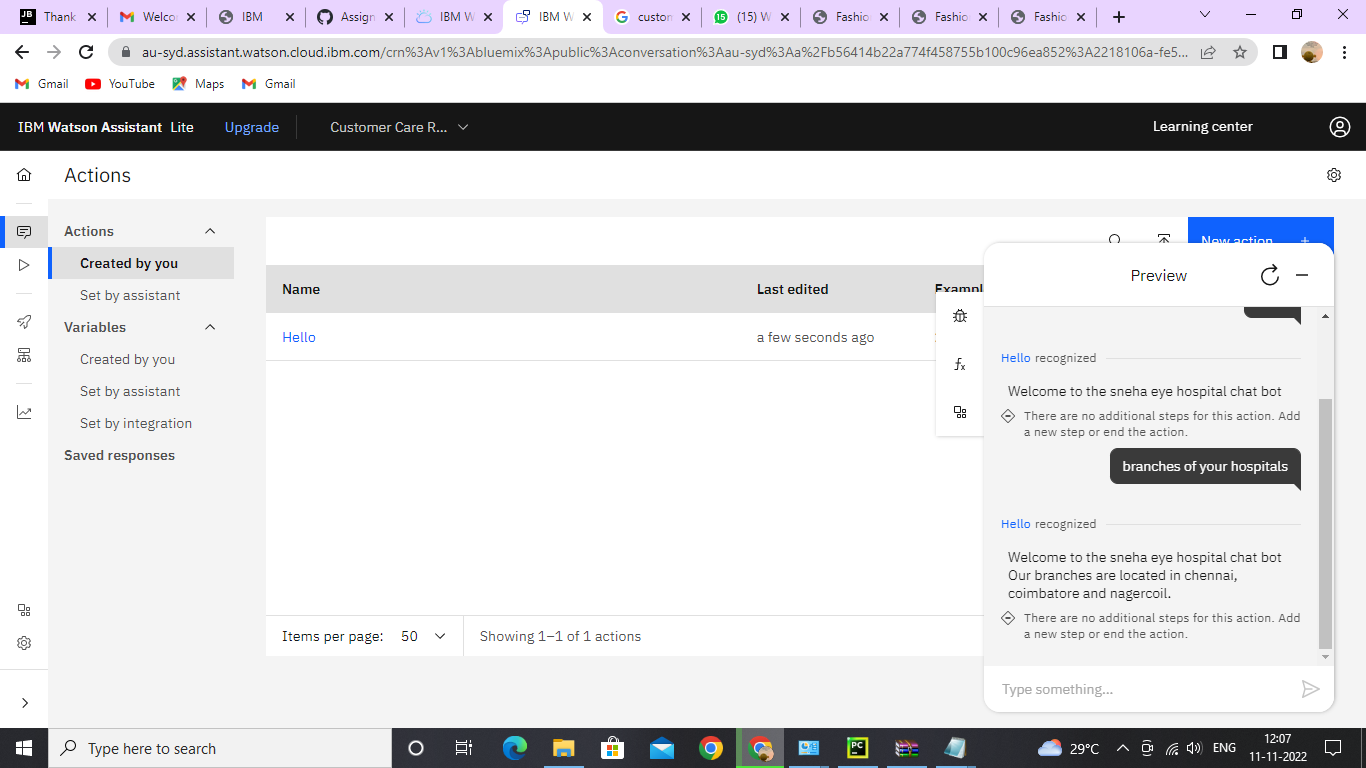 Thank
Welco
IBM
Assign
IBM W
IBM W
custon
(15) W
Fashio
Fashio
Fashio
au-syd.assistant.watson.cloud.ibm.com/crn%3Av1%3Abluemix%3Apublic%3Aconversation%3Aau-syd%3Aa%2Fb56414b22a774f458755b100c96ea852%3A2218106a-fe5...
Gmail
YouTube
Maps
Gmail
IBM Watson Assistant Lite
Upgrade
Customer Care R...
Learning center
Actions
Actions
Created by you
Set by assistant
Variables
Created by you
Set by assistant
Set by integration
Saved responses
New action +
Name
Last edited
Exampl
Hello
a few seconds ago
Items per page: 50
Showing 1–1 of 1 actions
Preview
Hello recognized
Welcome to the sneha eye hospital chat bot
There are no additional steps for this action. Add
a new step or end the action.
branches of your hospitals
Hello recognized
Welcome to the sneha eye hospital chat bot
Our branches are located in chennai,
coimbatore and nagercoil.
There are no additional steps for this action. Add
a new step or end the action.
Type something...
Type here to search
29°C
ENG
12:07
11-11-2022